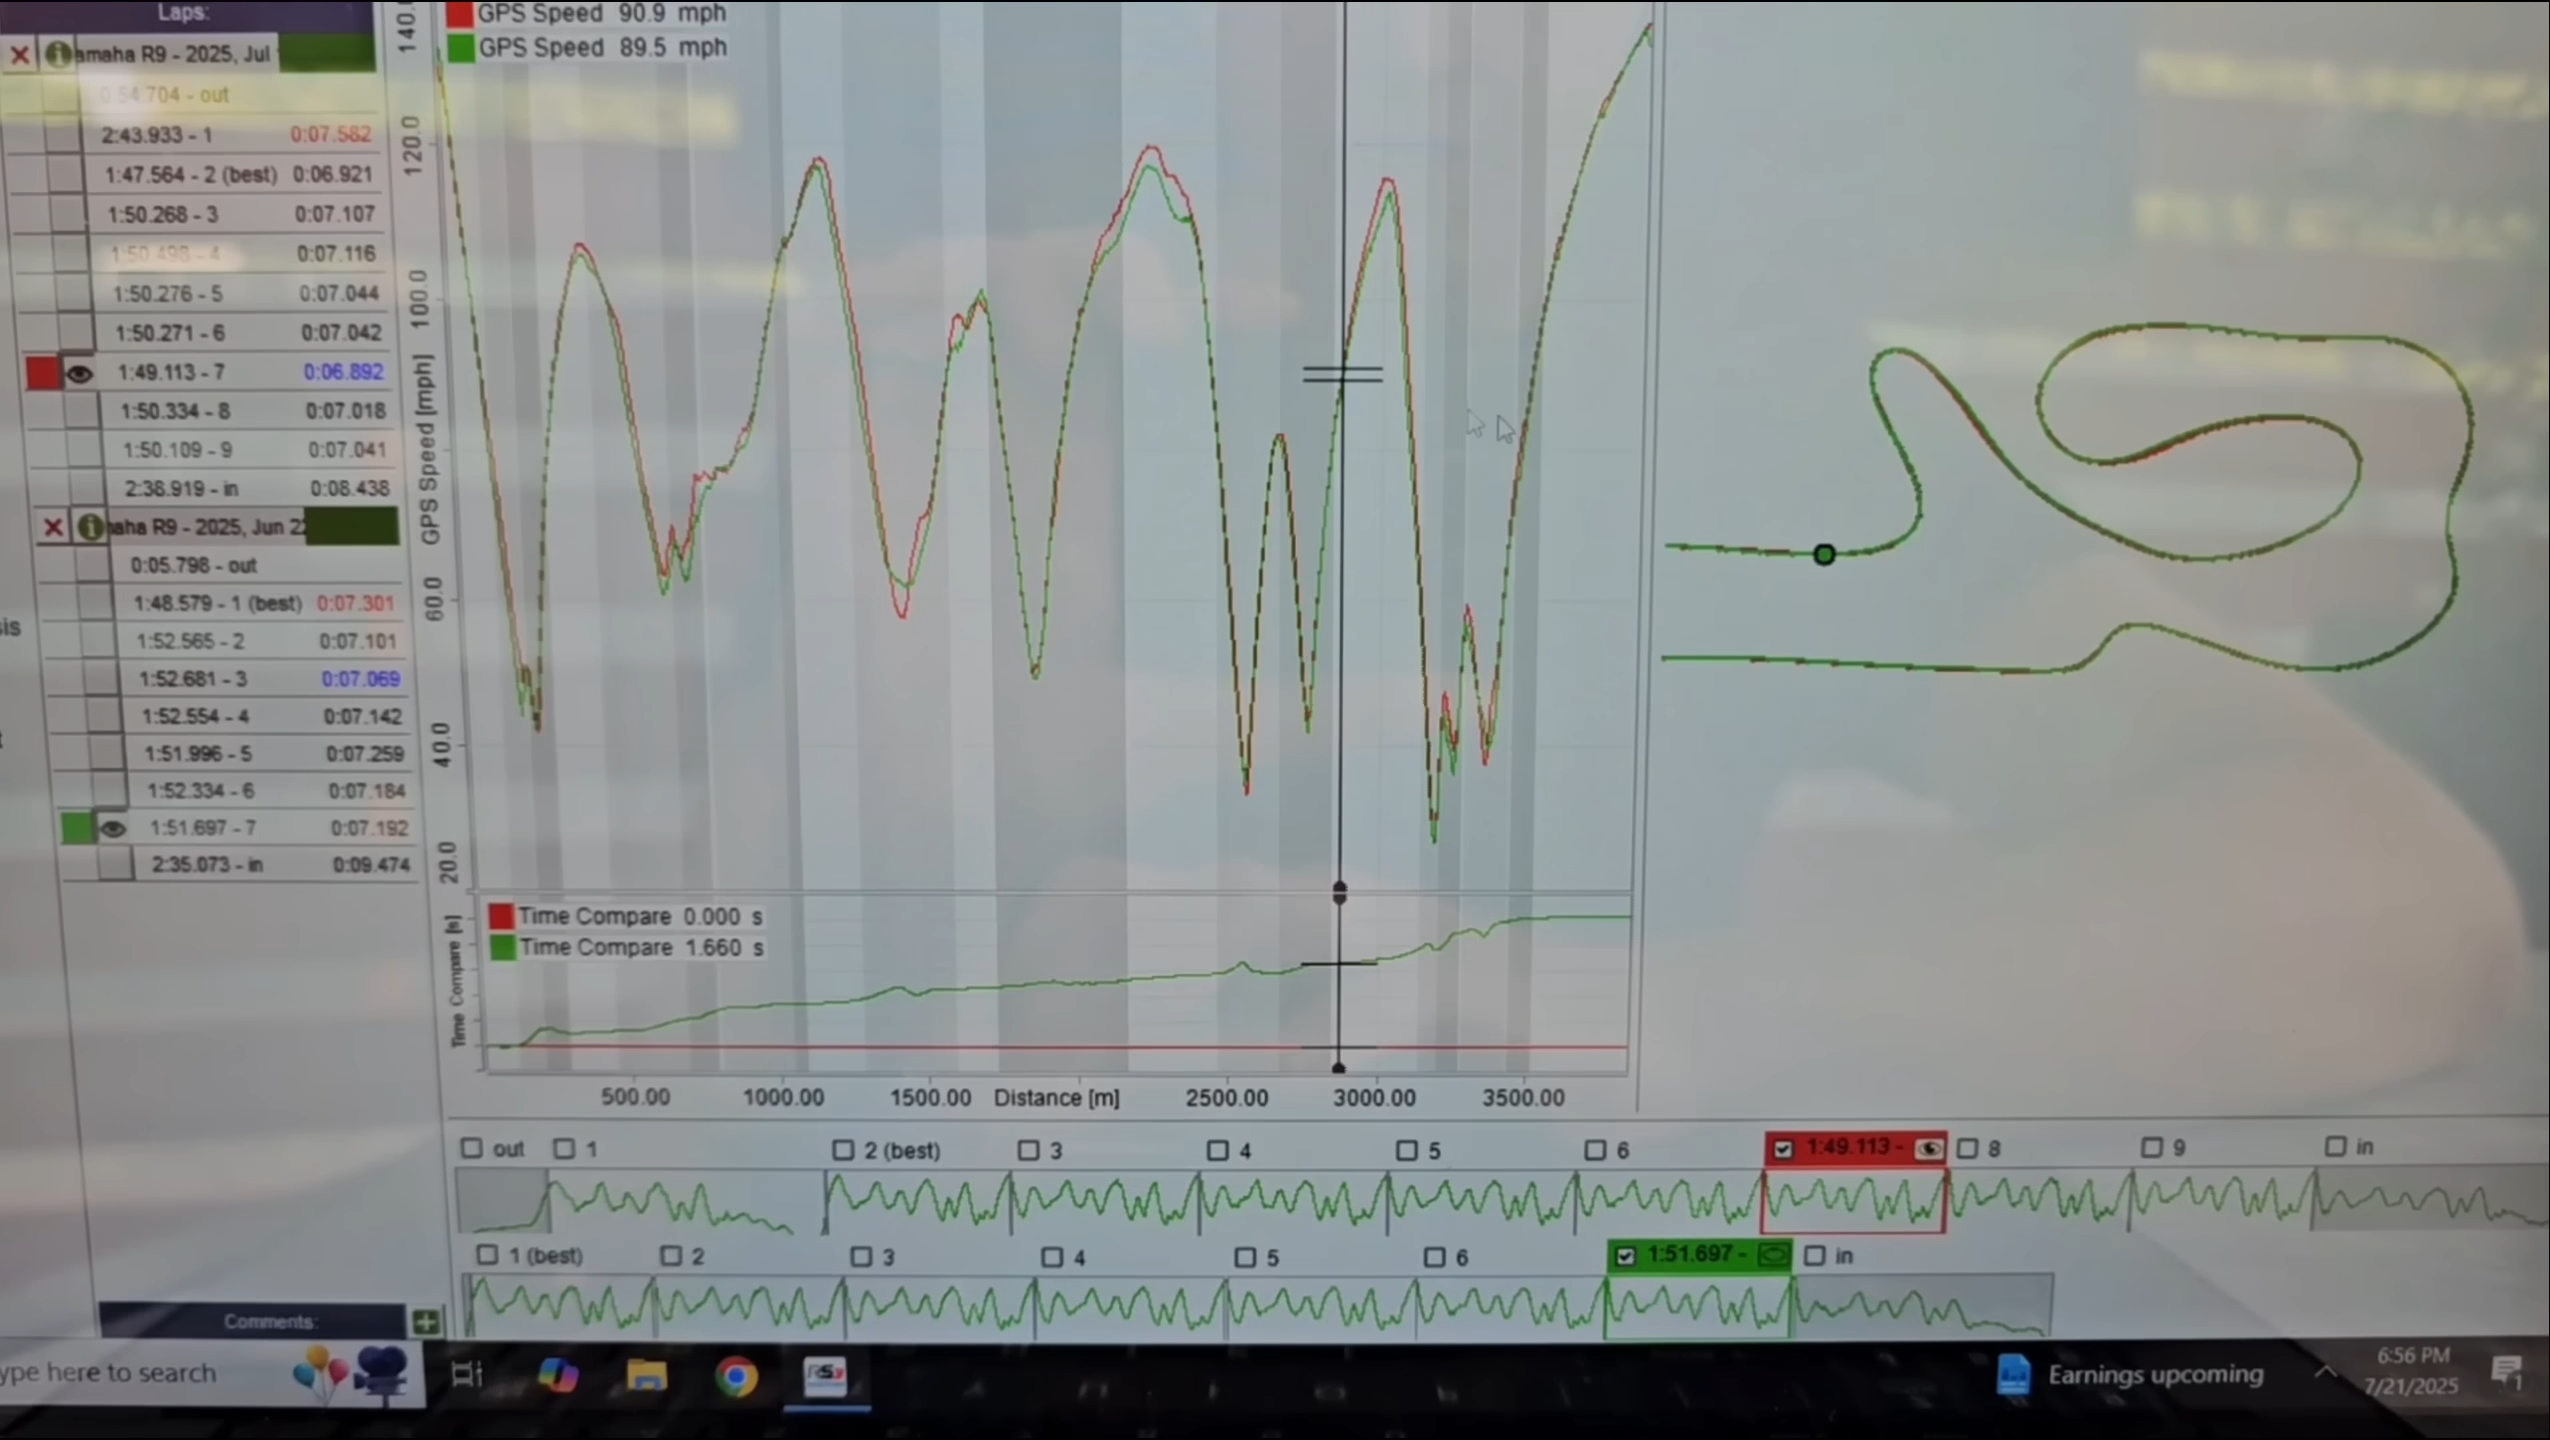 Laps:
amaha R9 - 2025, Jul
0:54.704 - out
2:43.933 - 1 0:07.582
1:47.564 - 2 (best) 0:06.921
1:50.268 - 3 0:07.107
1:50.498 - 4 0:07.116
1:50.276 - 5 0:07.044
1:50.271 - 6 0:07.042
1:49.113 - 7 0:06.892
1:50.334 - 8 0:07.018
1:50.109 - 9 0:07.041
2:38.919 - in 0:08.438
aha R9 - 2025, Jun 22
0:05.798 - out
1:48.579 - 1 (best) 0:07.301
1:52.565 - 2 0:07.101
1:52.681 - 3 0:07.069
1:52.554 - 4 0:07.142
1:51.996 - 5 0:07.259
1:52.334 - 6 0:07.184
1:51.697 - 7 0:07.192
2:35.073 - in 0:09.474
sis
Comments:
GPS Speed 90.9 mph
GPS Speed 89.5 mph
140.
120.0
100.0
GPS Speed [mph]
60.0
40.0
20.0
Time Compare [s]
Time Compare 0.000 s
Time Compare 1.660 s
500.00 1000.00 1500.00 Distance [m] 2500.00 3000.00 3500.00
out 1 2 (best) 3 4 5 6 1:49.113 - 8 9 in
1 (best) 2 3 4 5 6 1:51.697 - in
ype here to search
RS3
Earnings upcoming
6:56 PM
7/21/2025
1